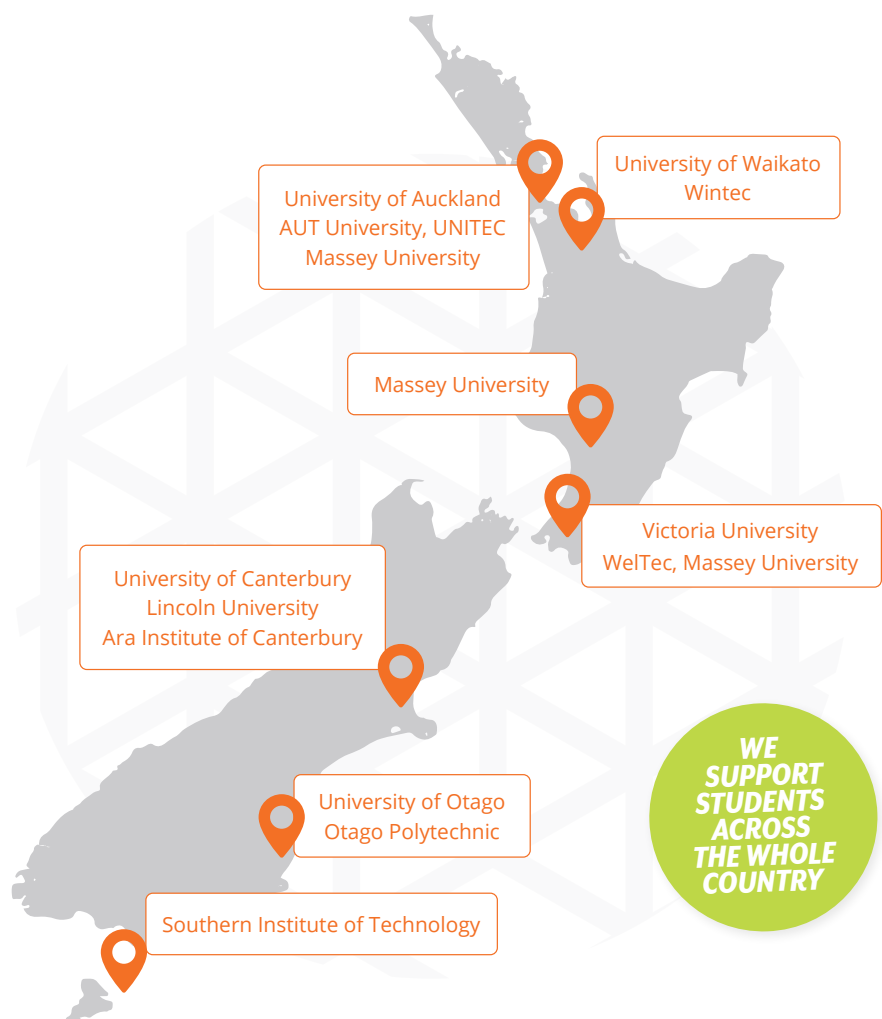 University of Waikato
Wintec
University of Auckland
AUT University, UNITEC
Massey University
Massey University
Victoria University
WelTec, Massey University
University of Canterbury
Lincoln University
Ara Institute of Canterbury
University of Otago
Otago Polytechnic
Southern Institute of Technology
WE
SUPPORT
STUDENTS
ACROSS
THE WHOLE
COUNTRY